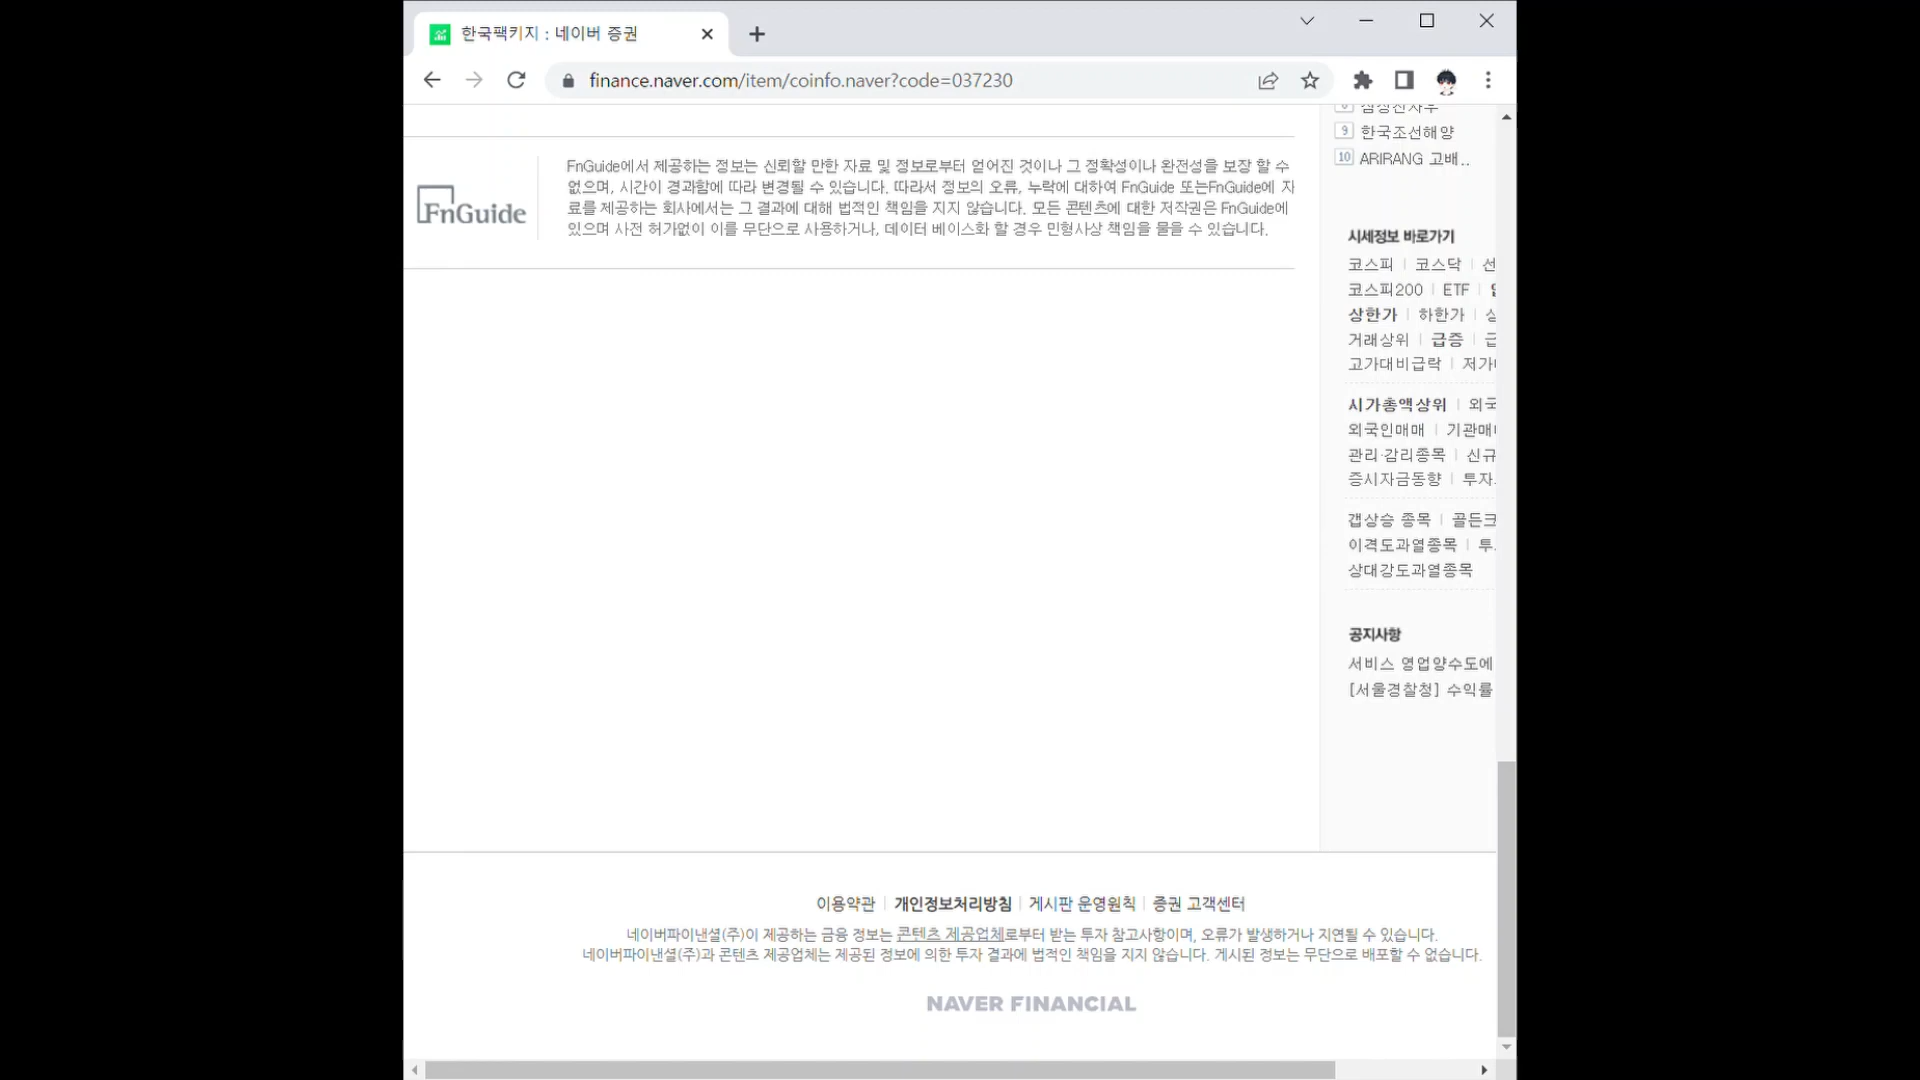 한국팩키지 : 네이버 증권
finance.naver.com/item/coinfo.naver?code=037230
FnGuide
FnGuide에서 제공하는 정보는 신뢰할 만한 자료 및 정보로부터 얻어진 것이나 그 정확성이나 완전성을 보장 할 수
없으며, 시간이 경과함에 따라 변경될 수 있습니다. 따라서 정보의 오류, 누락에 대하여 FnGuide 또는FnGuide에 자
료를 제공하는 회사에서는 그 결과에 대해 법적인 책임을 지지 않습니다. 모든 콘텐츠에 대한 저작권은 FnGuide에
있으며 사전 허가없이 이를 무단으로 사용하거나, 데이터 베이스화 할 경우 민형사상 책임을 물을 수 있습니다.
9 한국조선해양
10 ARIRANG 고배..
시세정보 바로가기
코스피 코스닥 선
코스피200 ETF
상한가 하한가
거래상위 급증
고가대비급락 저가
시가총액상위 외국
외국인매매 기관매
관리·감리종목 신규
증시자금동향 투자
갭상승 종목 골든크
이격도과열종목 투
상대강도과열종목
공지사항
서비스 영업양수도에
[서울경찰청] 수익률
이용약관 개인정보처리방침 게시판 운영원칙 증권 고객센터
네이버파이낸셜(주)이 제공하는 금융 정보는 콘텐츠 제공업체로부터 받는 투자 참고사항이며, 오류가 발생하거나 지연될 수 있습니다.
네이버파이낸셜(주)과 콘텐츠 제공업체는 제공된 정보에 의한 투자 결과에 법적인 책임을 지지 않습니다. 게시된 정보는 무단으로 배포할 수 없습니다.
NAVER FINANCIAL